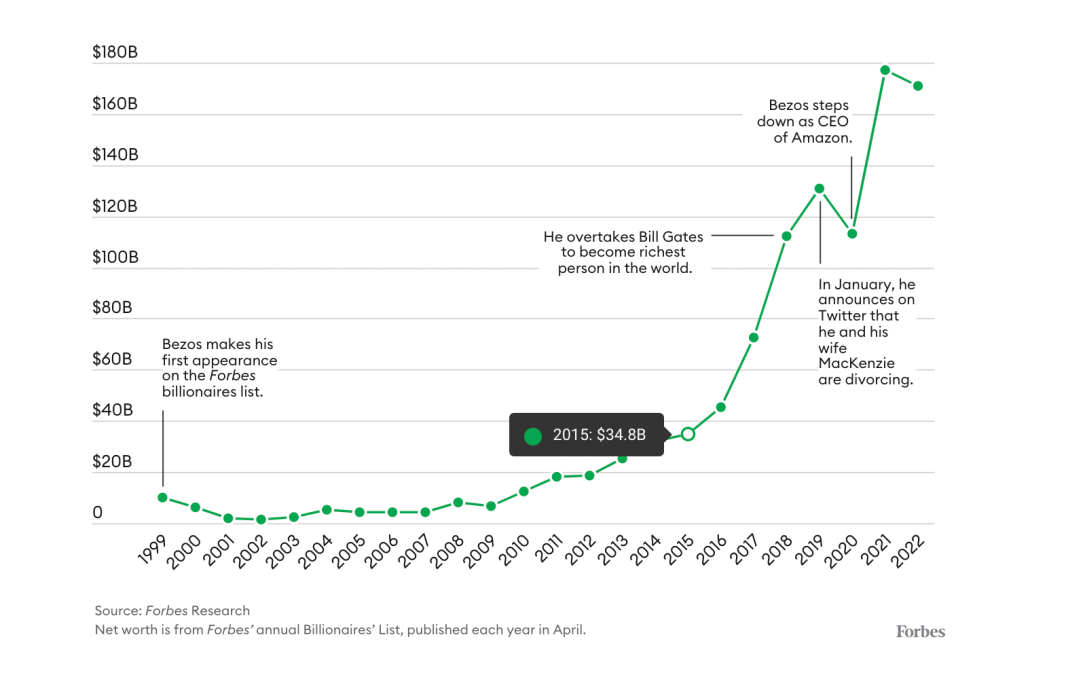 $180B
$160B
$140B
$120B
$100B
$80B
$60B
$40B
$20B
0
Bezos makes his
first appearance
on the Forbes
billionaires list.
He overtakes Bill Gates
to become richest
person in the world.
Bezos steps
down as CEO
of Amazon.
In January, he
announces on
Twitter that
he and his
wife
MacKenzie
are divorcing.
2015: $34.8B
1999 2000 2001 2002 2003 2004 2005 2006 2007 2008 2009 2010 2011 2012 2013 2014 2015 2016 2017 2018 2019 2020 2021 2022
Source: Forbes Research
Net worth is from Forbes’ annual Billionaires’ List, published each year in April.
Forbes